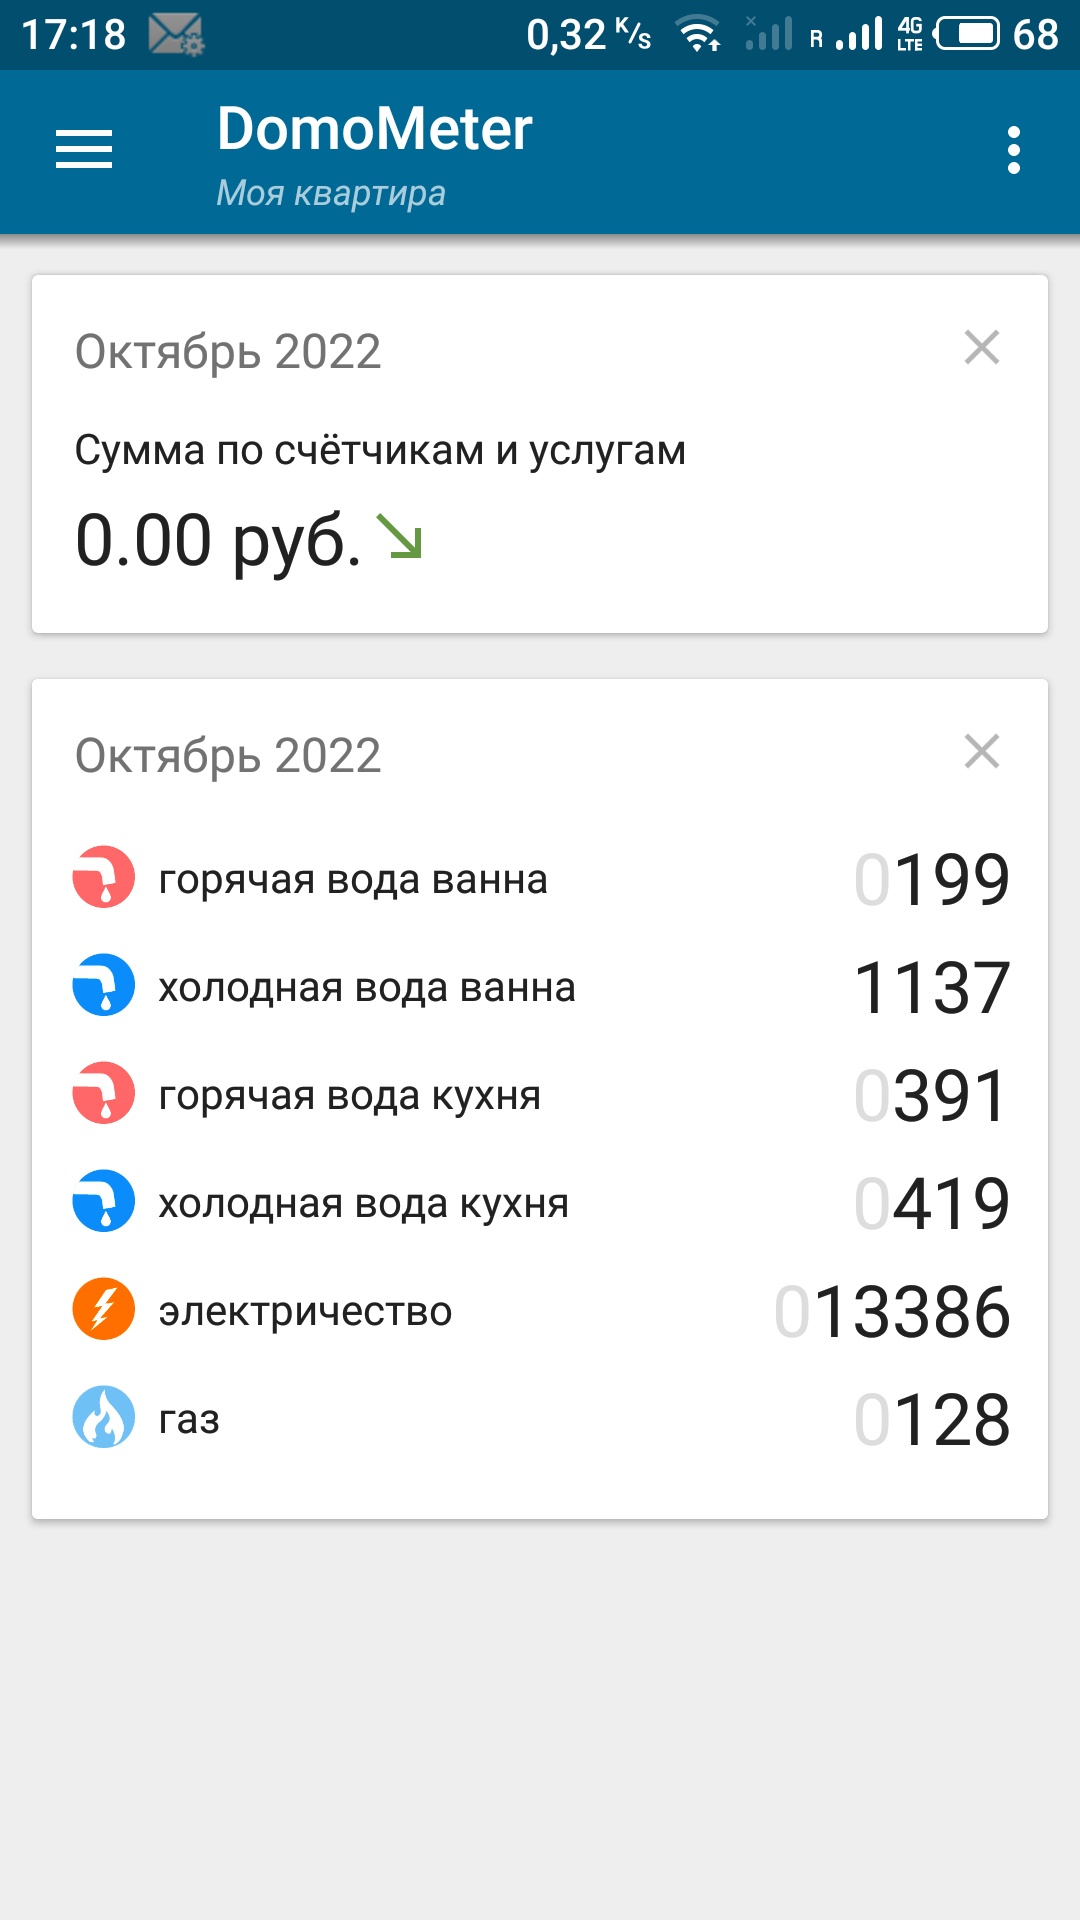 17:18 0,32 K/s R 4G LTE 68
DomoMeter
Моя квартира
Октябрь 2022
Сумма по счётчикам и услугам
0.00 руб.
Октябрь 2022
горячая вода ванна 0199
холодная вода ванна 1137
горячая вода кухня 0391
холодная вода кухня 0419
электричество 013386
газ 0128